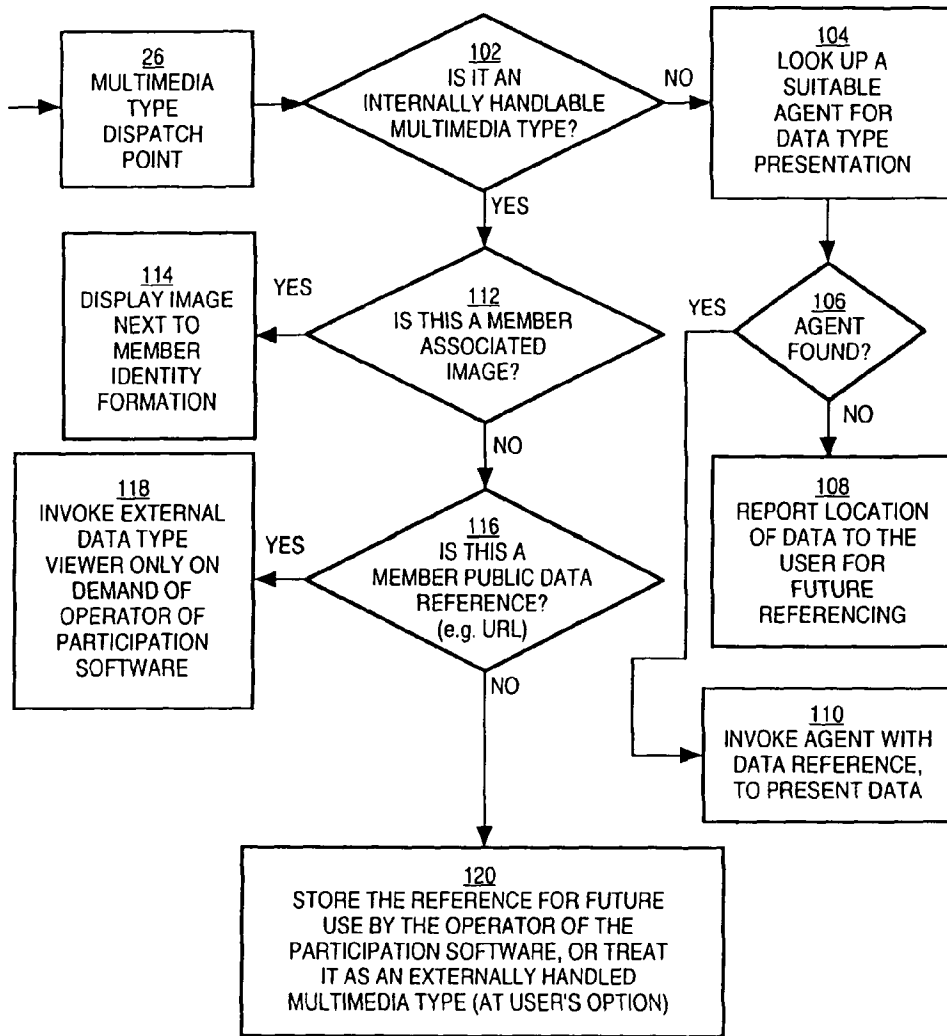 26
MULTIMEDIA
TYPE
DISPATCH
POINT
102
IS IT AN
INTERNALLY HANDLABLE
MULTIMEDIA TYPE?
NO
104
LOOK UP A
SUITABLE
AGENT FOR
DATA TYPE
PRESENTATION
YES
114
DISPLAY IMAGE
NEXT TO
MEMBER
IDENTITY
FORMATION
YES
112
IS THIS A MEMBER
ASSOCIATED
IMAGE?
YES
106
AGENT
FOUND?
NO
NO
108
REPORT LOCATION
OF DATA TO THE
USER FOR
FUTURE
REFERENCING
118
INVOKE EXTERNAL
DATA TYPE
VIEWER ONLY ON
DEMAND OF
OPERATOR OF
PARTICIPATION
SOFTWARE
YES
116
IS THIS A
MEMBER PUBLIC DATA
REFERENCE?
(e.g. URL)
NO
110
INVOKE AGENT WITH
DATA REFERENCE,
TO PRESENT DATA
120
STORE THE REFERENCE FOR FUTURE
USE BY THE OPERATOR OF THE
PARTICIPATION SOFTWARE, OR TREAT
IT AS AN EXTERNALLY HANDLED
MULTIMEDIA TYPE (AT USER'S OPTION)